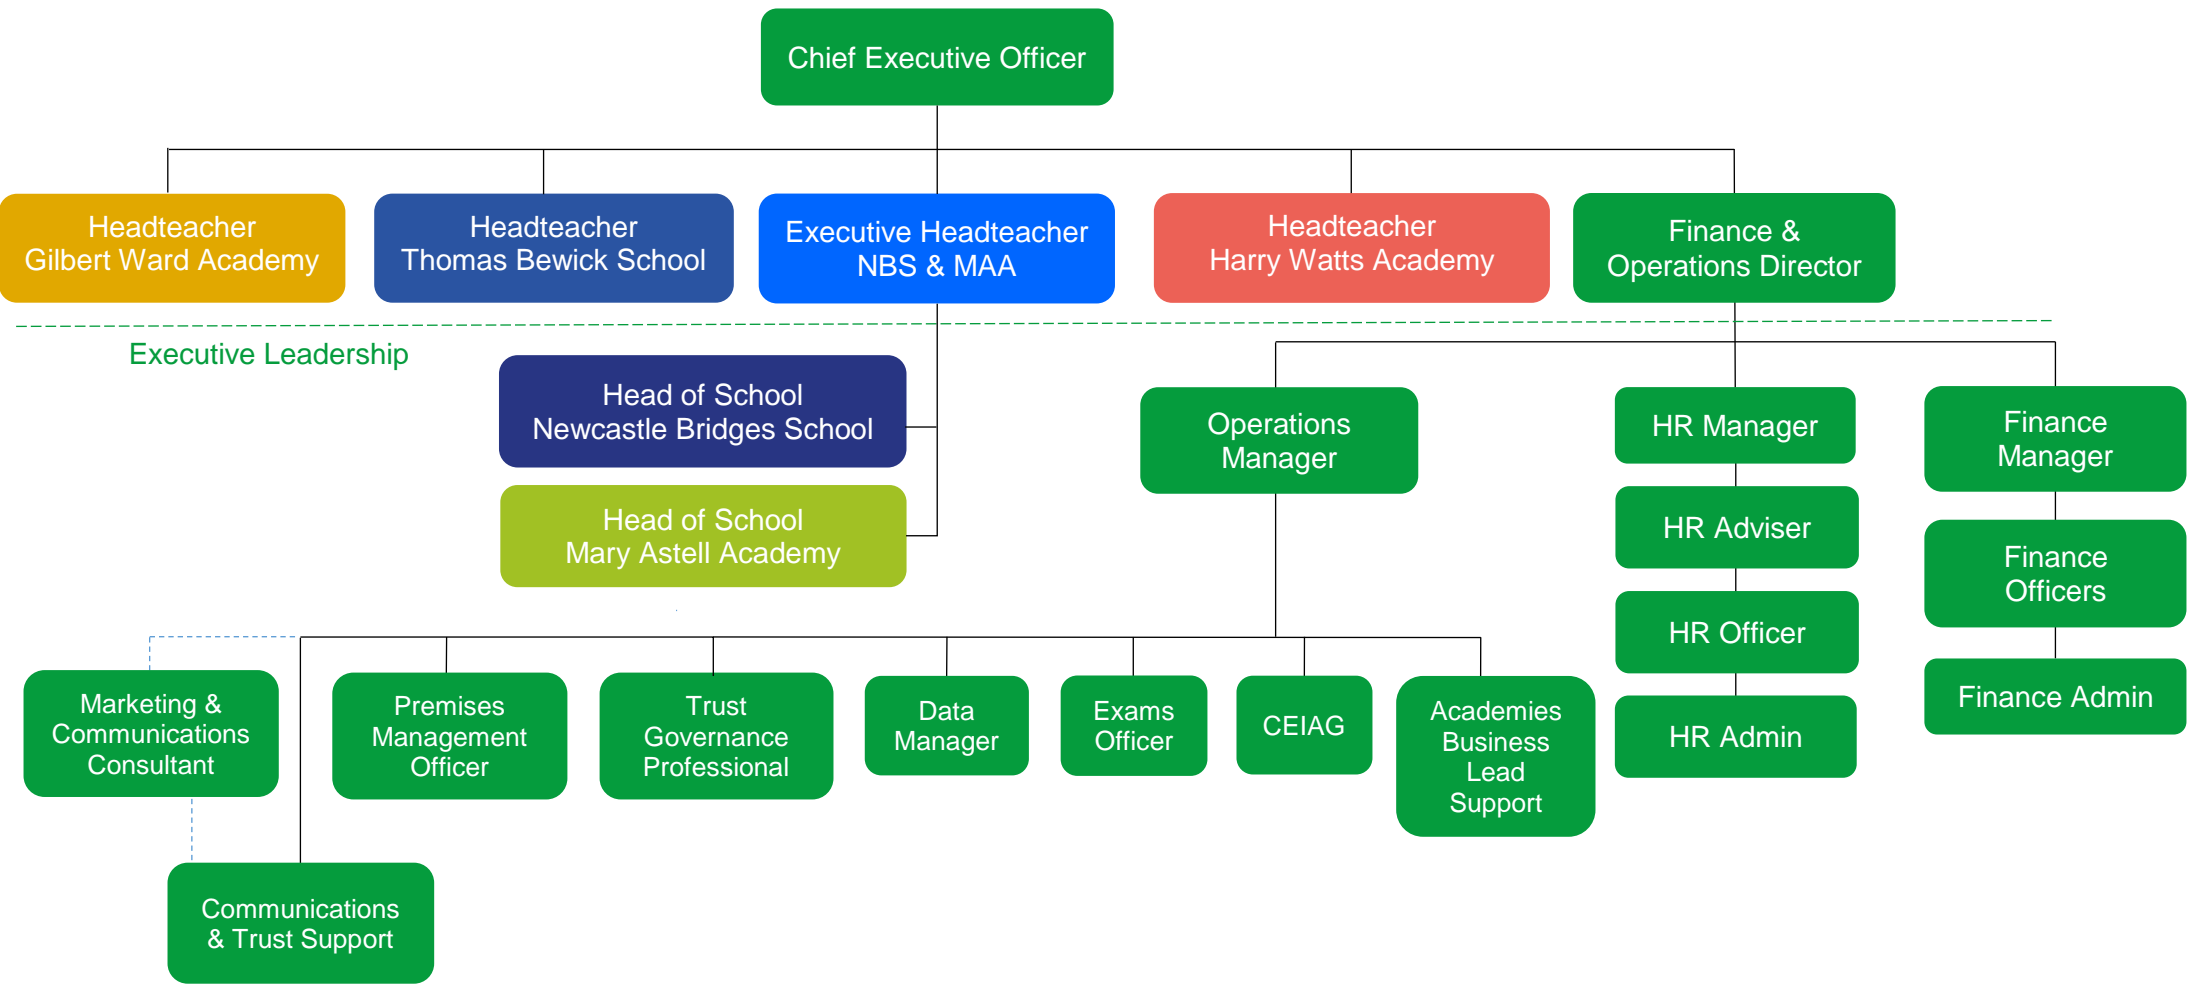 Chief Executive Officer
Headteacher
Gilbert Ward Academy
Headteacher
Thomas Bewick School
Executive Headteacher
NBS & MAA
Headteacher
Harry Watts Academy
Finance &
Operations Director
Executive Leadership
Head of School
Newcastle Bridges School
Head of School
Mary Astell Academy
Operations
Manager
HR Manager
HR Adviser
HR Officer
HR Admin
Finance
Manager
Finance
Officers
Finance Admin
Marketing &
Communications
Consultant
Premises
Management
Officer
Trust
Governance
Professional
Data
Manager
Exams
Officer
CEIAG
Academies
Business
Lead
Support
Communications
& Trust Support